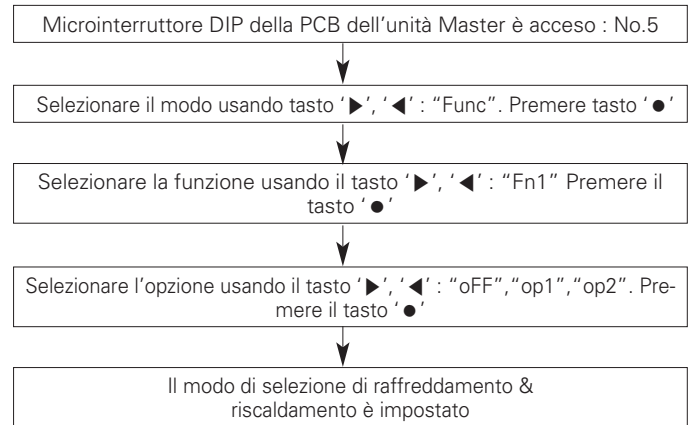 Microinterruttore DIP della PCB dell'unità Master è acceso : No.5
Selezionare il modo usando tasto ‘▶’, ‘◀’ : “Func”. Premere tasto ‘●’
Selezionare la funzione usando il tasto ‘▶’, ‘◀’ : “Fn1” Premere il
tasto ‘●’
Selezionare l'opzione usando il tasto ‘▶’, ‘◀’ : “oFF”,“op1”,“op2”. Pre-
mere il tasto ‘●’
Il modo di selezione di raffreddamento &
riscaldamento è impostato